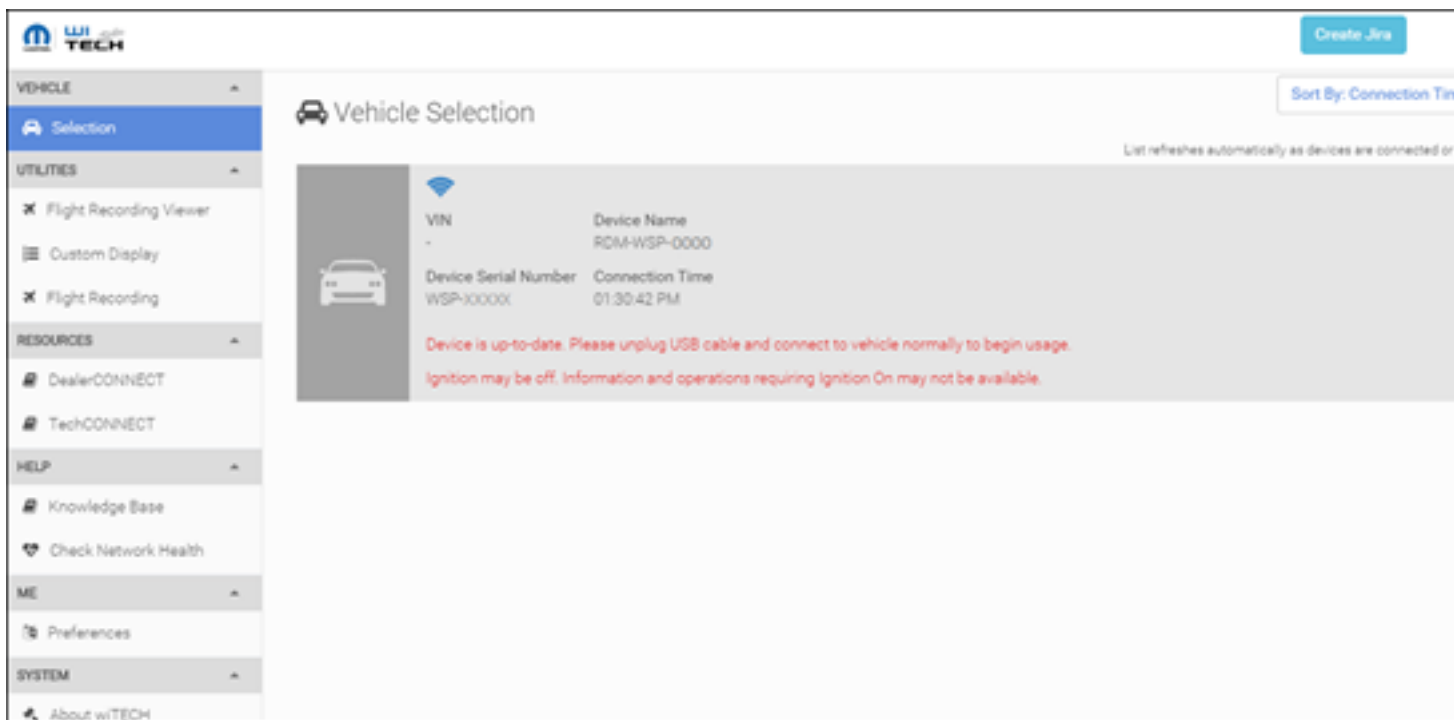 WI
TECH
Create Jira
VEHICLE
Selection
UTILITIES
Flight Recording Viewer
Custom Display
Flight Recording
RESOURCES
DealerCONNECT
TechCONNECT
HELP
Knowledge Base
Check Network Health
ME
Preferences
SYSTEM
About wiTECH
Vehicle Selection
Sort By: Connection Tim
List refreshes automatically as devices are connected or
VIN
-
Device Name
RDM-WSP-0000
Device Serial Number
WSP-XXXXX
Connection Time
01:30:42 PM
Device is up-to-date. Please unplug USB cable and connect to vehicle normally to begin usage.
Ignition may be off. Information and operations requiring Ignition On may not be available.